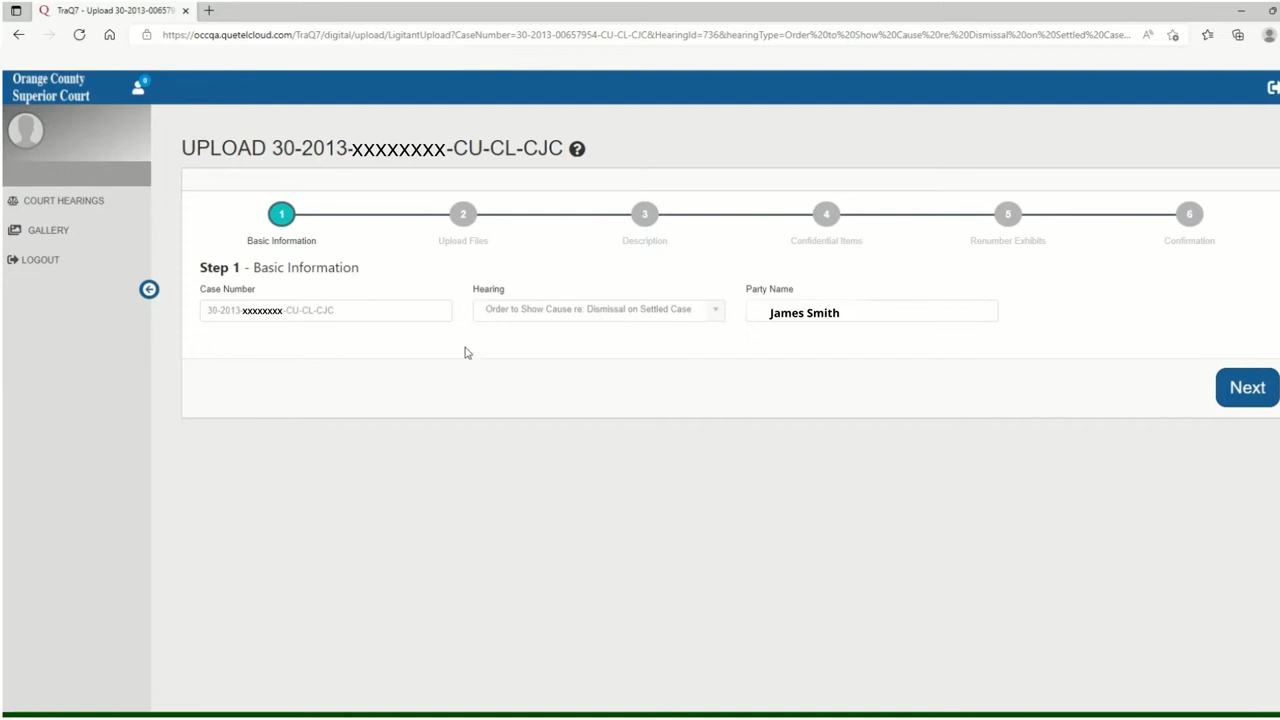 TraQ7 - Upload 30-2013-006579
https://occqa.quetelcloud.com/TraQ7/digital/upload/LigitantUpload?CaseNumber=30-2013-00657954-CU-CL-CJC&HearingId=736&hearingType=Order%20to%20Show%20Cause%20re:%20Dismissal%20on%20Settled%20Case...
Orange County
Superior Court
0
UPLOAD 30-2013-xxxxxxxx-CU-CL-CJC ?
COURT HEARINGS
GALLERY
LOGOUT
1 2 3 4 5 6
Basic Information Upload Files Description Confidential Items Renumber Exhibits Confirmation
Step 1 - Basic Information
Case Number Hearing Party Name
30-2013-xxxxxxxx-CU-CL-CJC Order to Show Cause re: Dismissal on Settled Case James Smith
Next